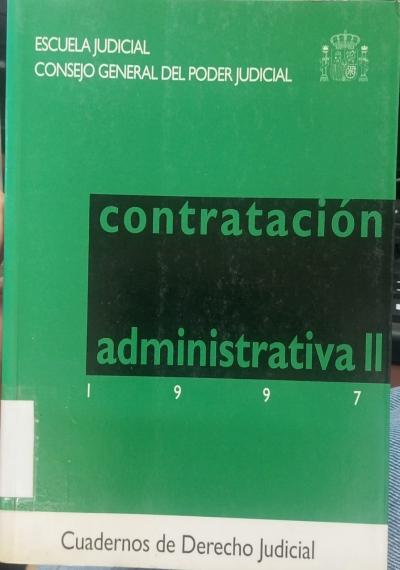 ESCUELA JUDICIAL
CONSEJO GENERAL DEL PODER JUDICIAL
contratación
administrativa II
1 9 9 7
Cuadernos de Derecho Judicial